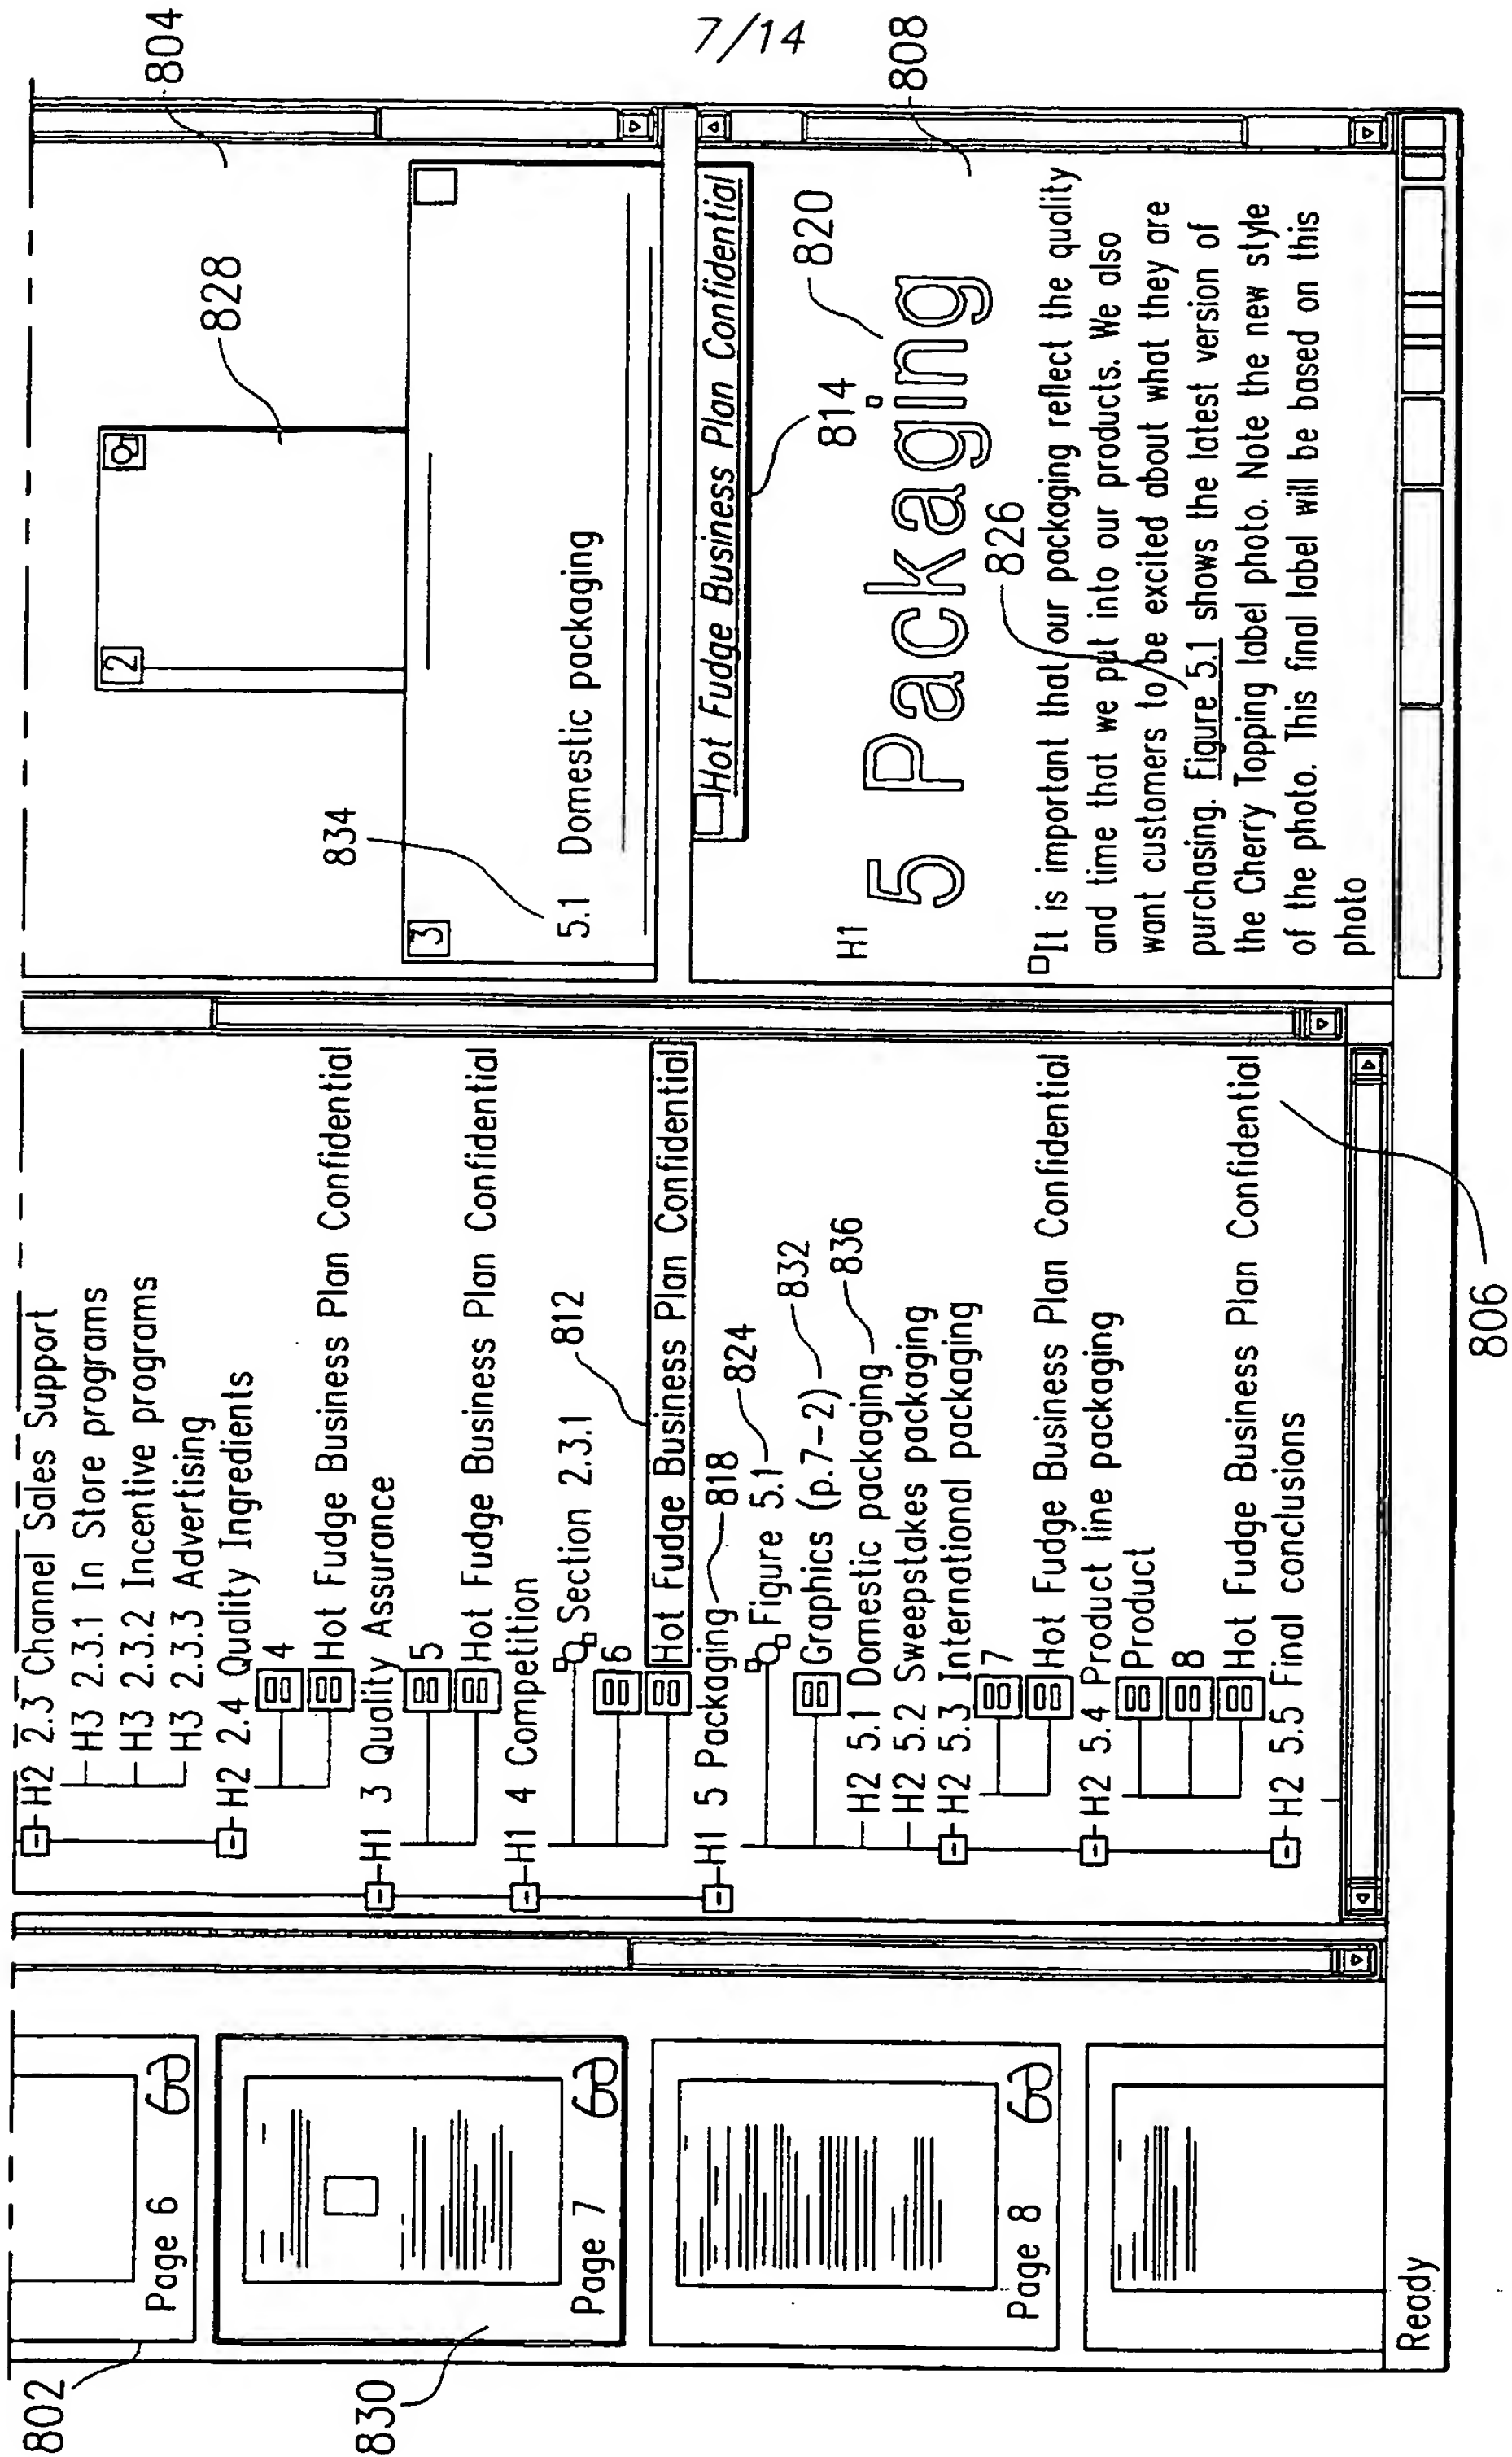 7/14
802
Page 6
830
Page 7
Page 8
Ready
H2 2.3 Channel Sales Support
H3 2.3.1 In Store programs
H3 2.3.2 Incentive programs
H3 2.3.3 Advertising
H2 2.4 Quality Ingredients
4
Hot Fudge Business Plan Confidential
H1 3 Quality Assurance
5
Hot Fudge Business Plan Confidential
H1 4 Competition
Section 2.3.1
812
6
Hot Fudge Business Plan Confidential
H1 5 Packaging 818
Figure 5.1 824
Graphics (p.7-2) 832
H2 5.1 Domestic packaging 836
H2 5.2 Sweepstakes packaging
H2 5.3 International packaging
7
Hot Fudge Business Plan Confidential
H2 5.4 Product line packaging
Product
8
Hot Fudge Business Plan Confidential
H2 5.5 Final conclusions
806
804
2
828
3
834
5.1 Domestic packaging
Hot Fudge Business Plan Confidential
814
808
820
H1
5 Packaging
826
It is important that our packaging reflect the quality
and time that we put into our products. We also
want customers to be excited about what they are
purchasing. Figure 5.1 shows the latest version of
the Cherry Topping label photo. Note the new style
of the photo. This final label will be based on this
photo